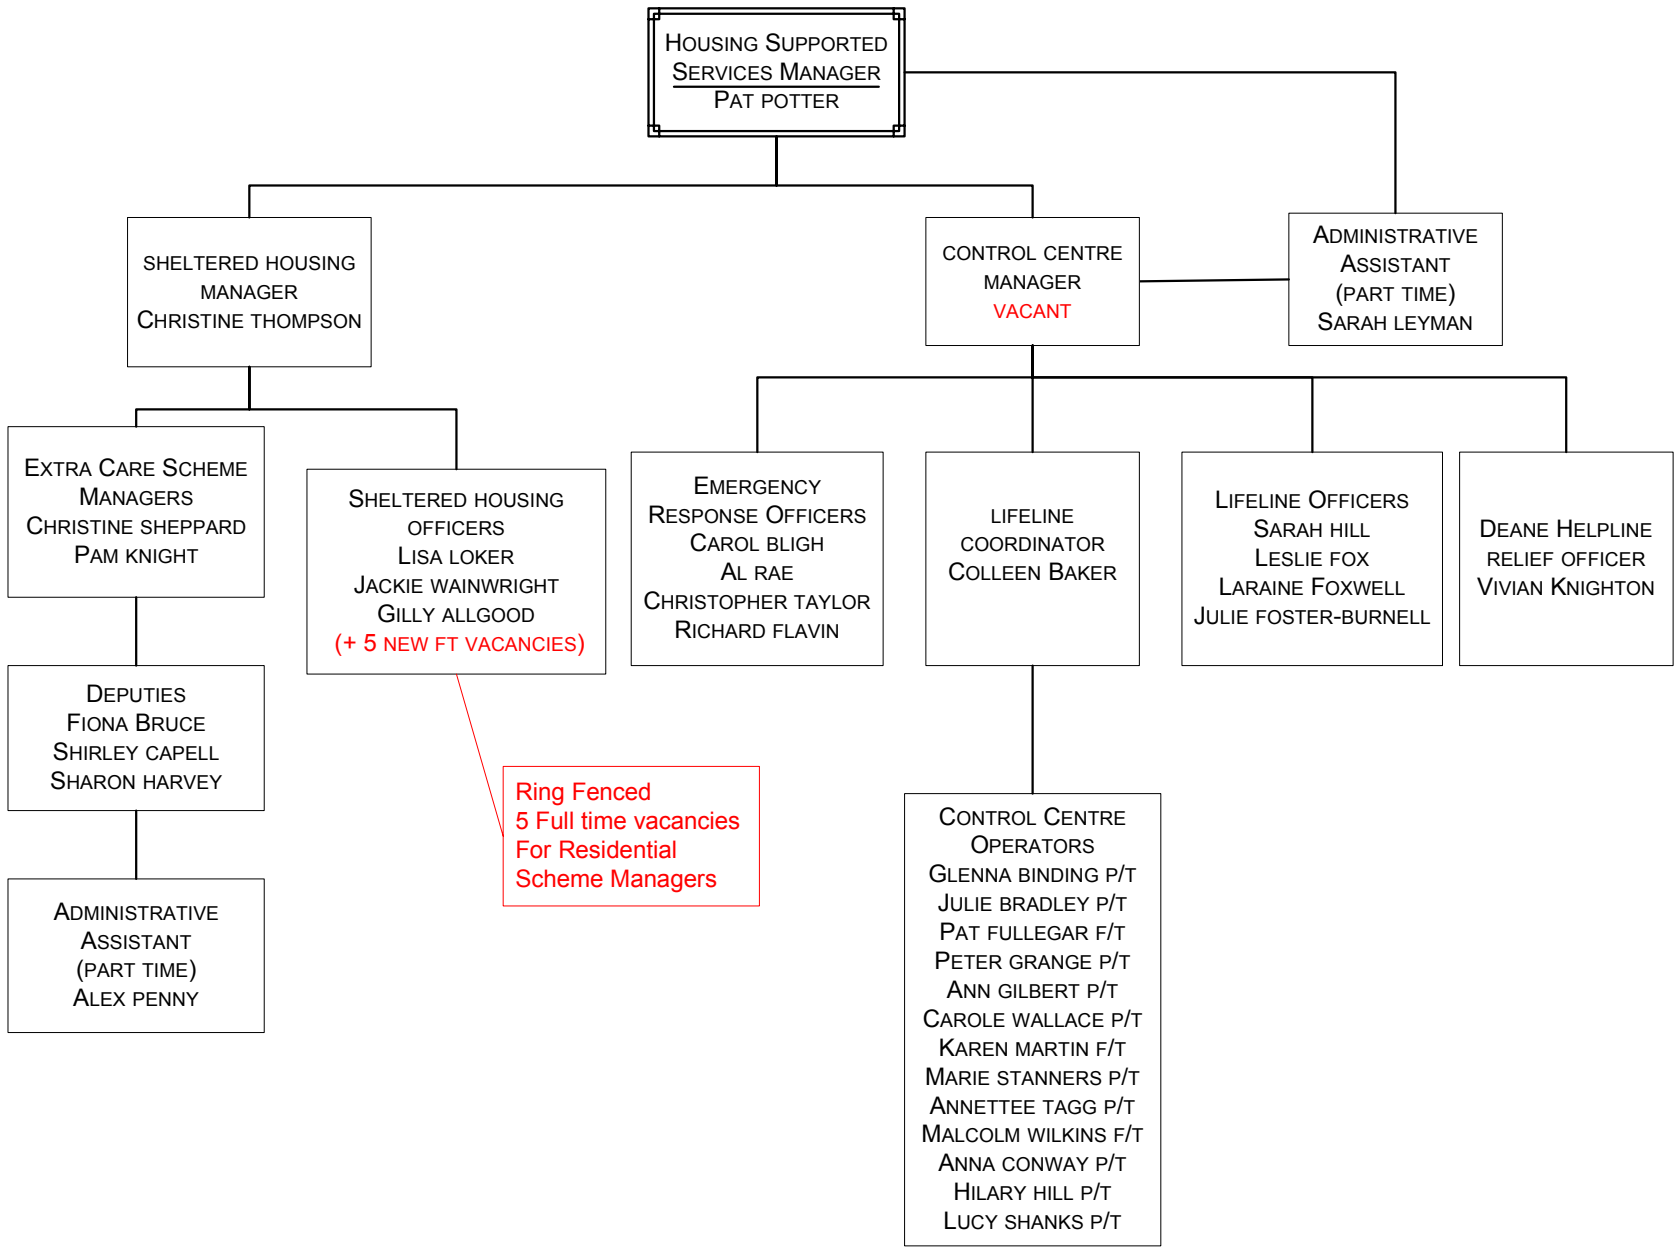 HOUSING SUPPORTED
SERVICES MANAGER
PAT POTTER
SHELTERED HOUSING
MANAGER
CHRISTINE THOMPSON
CONTROL CENTRE
MANAGER
VACANT
ADMINISTRATIVE
ASSISTANT
(PART TIME)
SARAH LEYMAN
EXTRA CARE SCHEME
MANAGERS
CHRISTINE SHEPPARD
PAM KNIGHT
SHELTERED HOUSING
OFFICERS
LISA LOKER
JACKIE WAINWRIGHT
GILLY ALLGOOD
(+ 5 NEW FT VACANCIES)
EMERGENCY
RESPONSE OFFICERS
CAROL BLIGH
AL RAE
CHRISTOPHER TAYLOR
RICHARD FLAVIN
LIFELINE
COORDINATOR
COLLEEN BAKER
LIFELINE OFFICERS
SARAH HILL
LESLIE FOX
LARAINE FOXWELL
JULIE FOSTER-BURNELL
DEANE HELPLINE
RELIEF OFFICER
VIVIAN KNIGHTON
DEPUTIES
FIONA BRUCE
SHIRLEY CAPELL
SHARON HARVEY
Ring Fenced
5 Full time vacancies
For Residential
Scheme Managers
ADMINISTRATIVE
ASSISTANT
(PART TIME)
ALEX PENNY
CONTROL CENTRE
OPERATORS
GLENNA BINDING P/T
JULIE BRADLEY P/T
PAT FULLEGAR F/T
PETER GRANGE P/T
ANN GILBERT P/T
CAROLE WALLACE P/T
KAREN MARTIN F/T
MARIE STANNERS P/T
ANNETTEE TAGG P/T
MALCOLM WILKINS F/T
ANNA CONWAY P/T
HILARY HILL P/T
LUCY SHANKS P/T